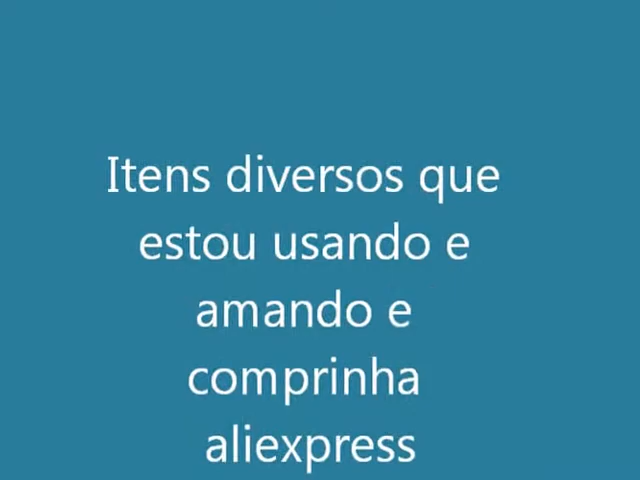 Itens diversos que
estou usando e
amando e
comprinha
aliexpress